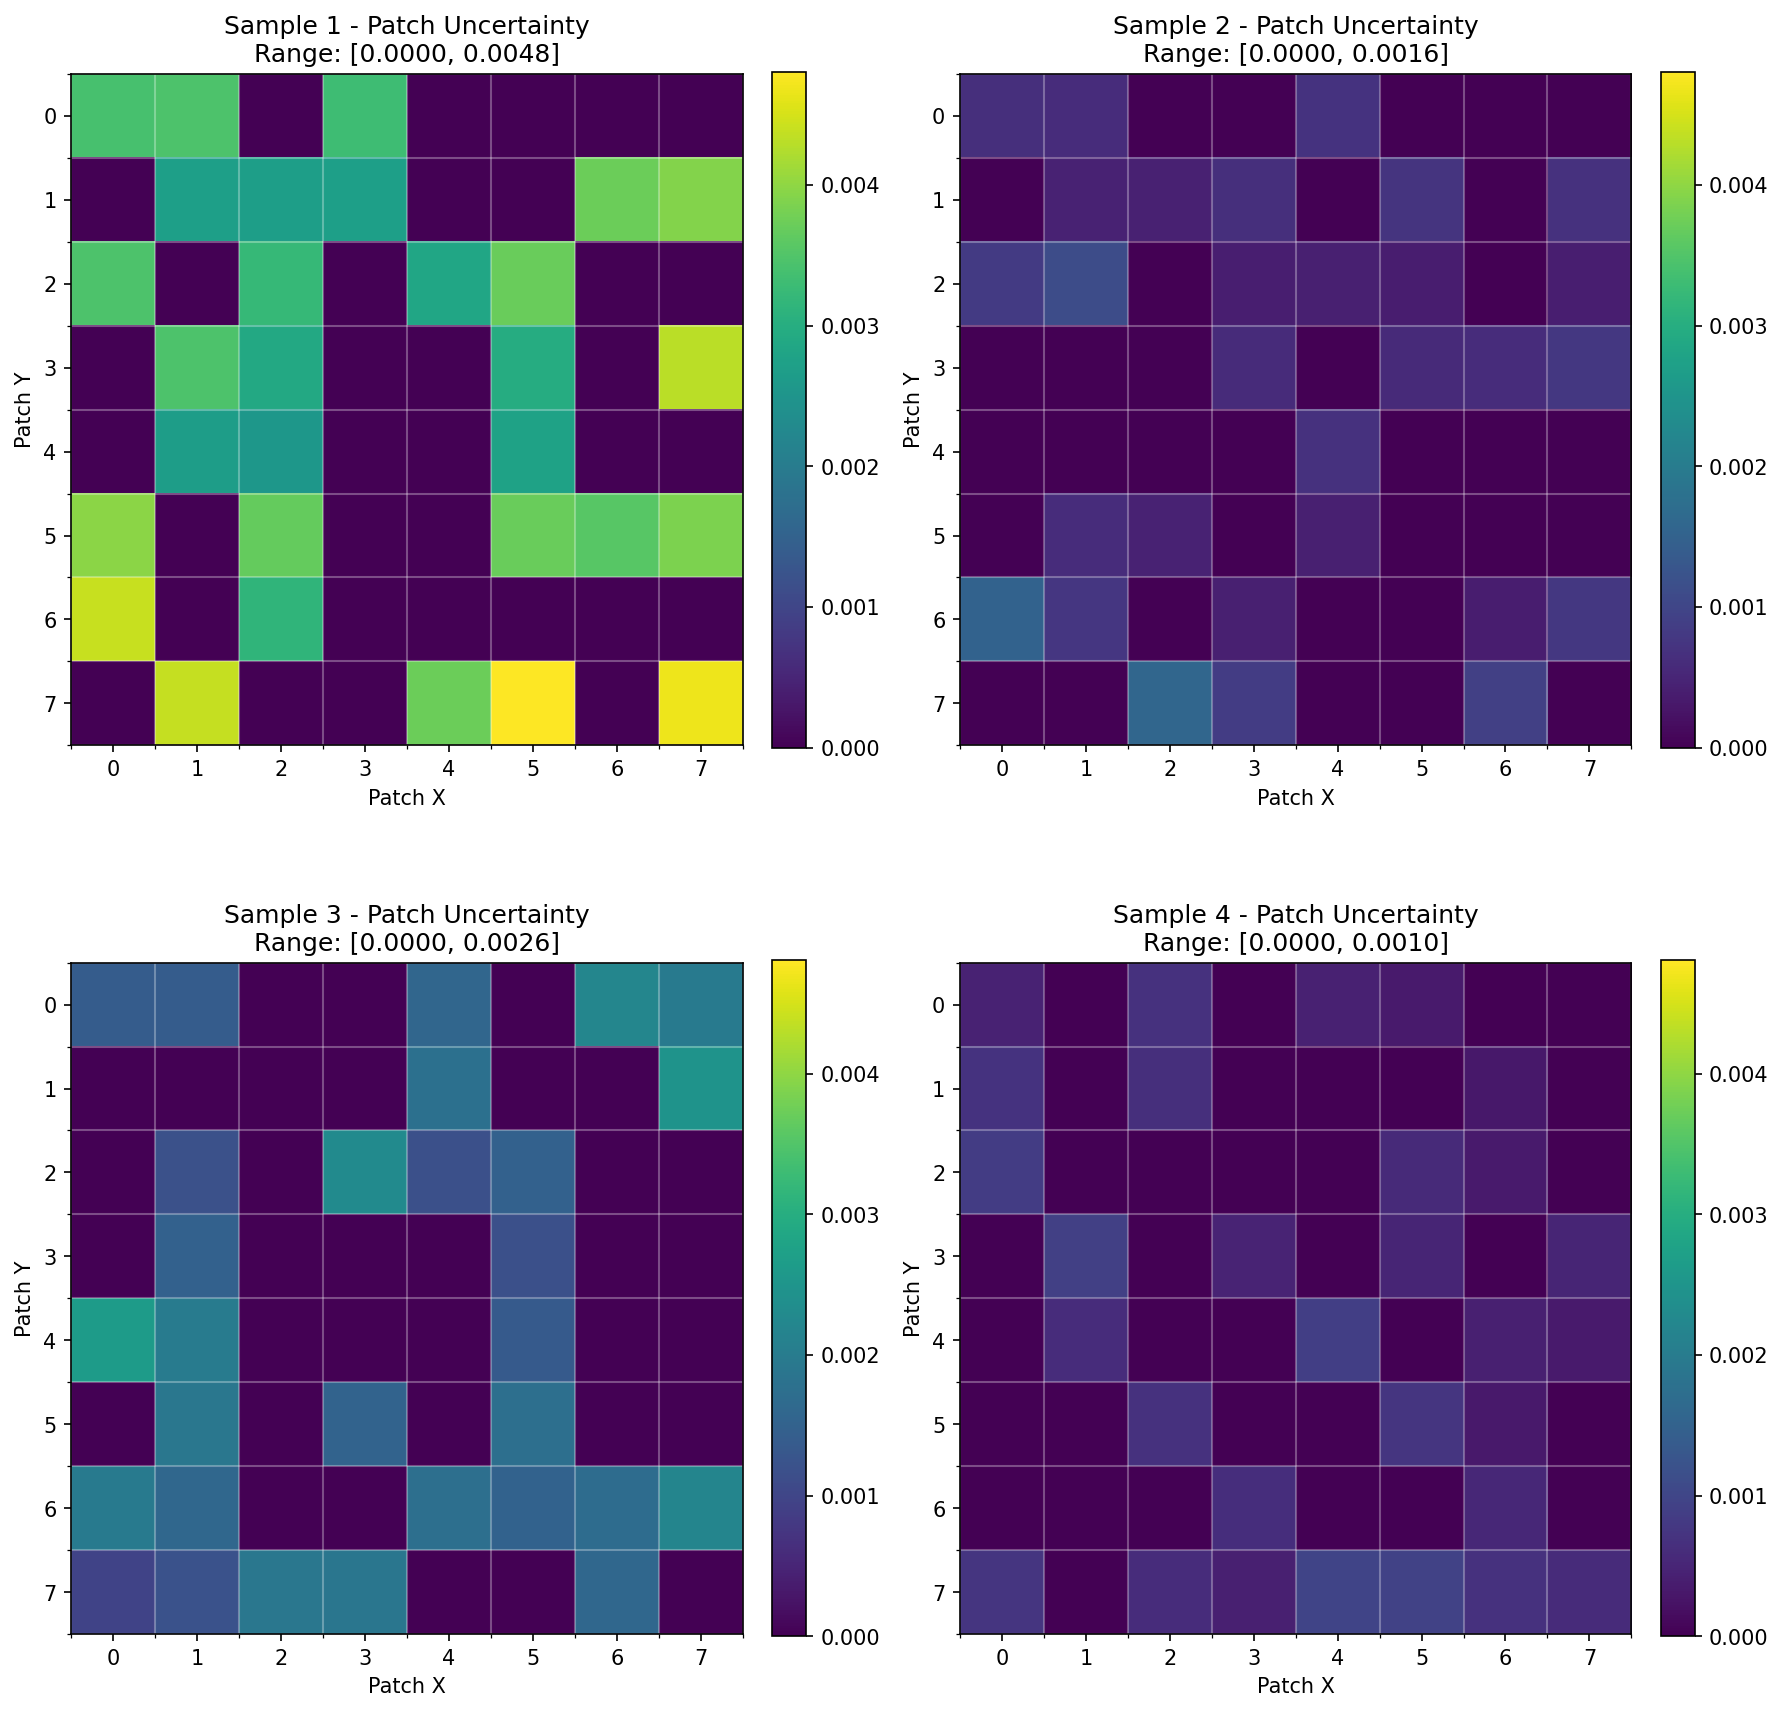 Sample 1 - Patch Uncertainty
Range: [0.0000, 0.0048]
Patch Y
0
1
2
3
4
5
6
7
0 1 2 3 4 5 6 7
Patch X
0.004
0.003
0.002
0.001
0.000
Sample 2 - Patch Uncertainty
Range: [0.0000, 0.0016]
Patch Y
0
1
2
3
4
5
6
7
0 1 2 3 4 5 6 7
Patch X
0.004
0.003
0.002
0.001
0.000
Sample 3 - Patch Uncertainty
Range: [0.0000, 0.0026]
Patch Y
0
1
2
3
4
5
6
7
0 1 2 3 4 5 6 7
Patch X
0.004
0.003
0.002
0.001
0.000
Sample 4 - Patch Uncertainty
Range: [0.0000, 0.0010]
Patch Y
0
1
2
3
4
5
6
7
0 1 2 3 4 5 6 7
Patch X
0.004
0.003
0.002
0.001
0.000